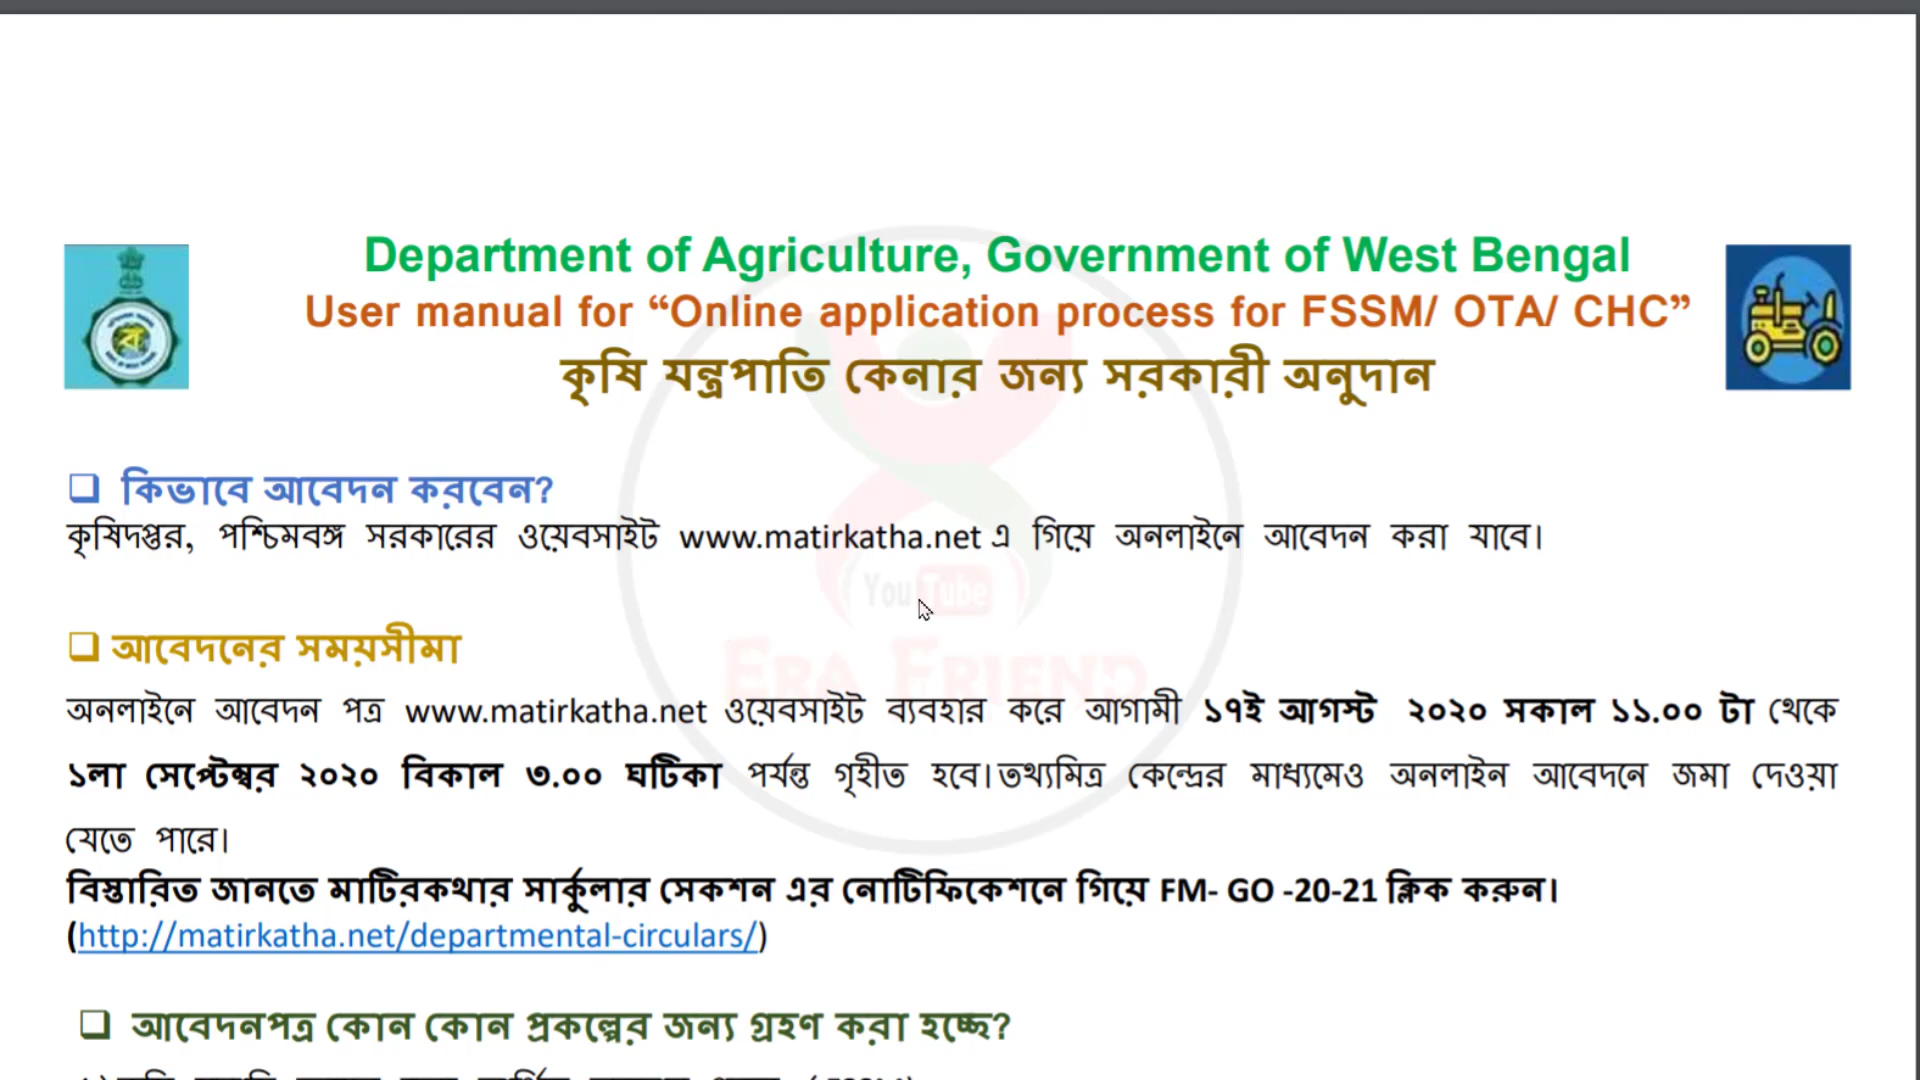 Department of Agriculture, Government of West Bengal
User manual for “Online application process for FSSM/ OTA/ CHC”
কৃষি যন্ত্রপাতি কেনার জন্য সরকারী অনুদান
❑ কিভাবে আবেদন করবেন?
কৃষিদপ্তর, পশ্চিমবঙ্গ সরকারের ওয়েবসাইট www.matirkatha.net এ গিয়ে অনলাইনে আবেদন করা যাবে।
You Tube
ERA FRIEND
❑ আবেদনের সময়সীমা
অনলাইনে আবেদন পত্র www.matirkatha.net ওয়েবসাইট ব্যবহার করে আগামী ১৭ই আগস্ট ২০২০ সকাল ১১.০০ টা থেকে
১লা সেপ্টেম্বর ২০২০ বিকাল ৩.০০ ঘটিকা পর্যন্ত গৃহীত হবে।তথ্যমিত্র কেন্দ্রের মাধ্যমেও অনলাইন আবেদনে জমা দেওয়া
যেতে পারে।
বিস্তারিত জানতে মাটিরকথার সার্কুলার সেকশন এর নোটিফিকেশনে গিয়ে FM- GO -20-21 ক্লিক করুন।
(http://matirkatha.net/departmental-circulars/)
❑ আবেদনপত্র কোন কোন প্রকল্পের জন্য গ্রহণ করা হচ্ছে?